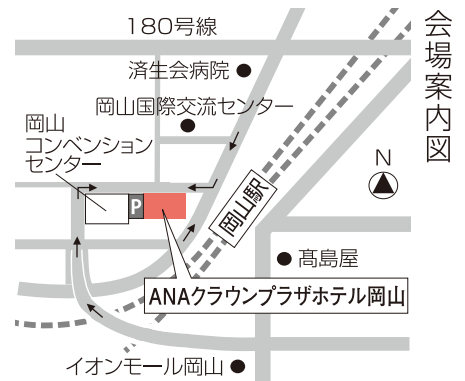 会場案内図
180号線
済生会病院
岡山国際交流センター
岡山
コンベンション
センター
N
P
岡山駅
髙島屋
ANAクラウンプラザホテル岡山
イオンモール岡山